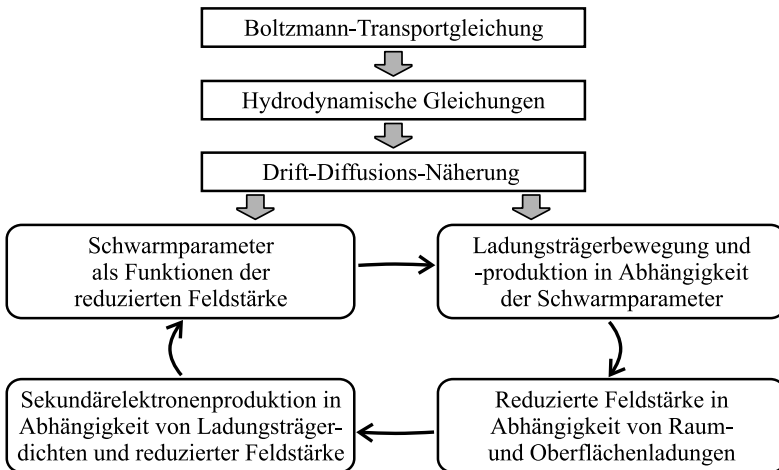 Boltzmann-Transportgleichung
Hydrodynamische Gleichungen
Drift-Diffusions-Näherung
Schwarmparameter
als Funktionen der
reduzierten Feldstärke
Ladungsträgerbewegung und
-produktion in Abhängigkeit
der Schwarmparameter
Sekundärelektronenproduktion in
Abhängigkeit von Ladungsträger-
dichten und reduzierter Feldstärke
Reduzierte Feldstärke in
Abhängigkeit von Raum-
und Oberflächenladungen